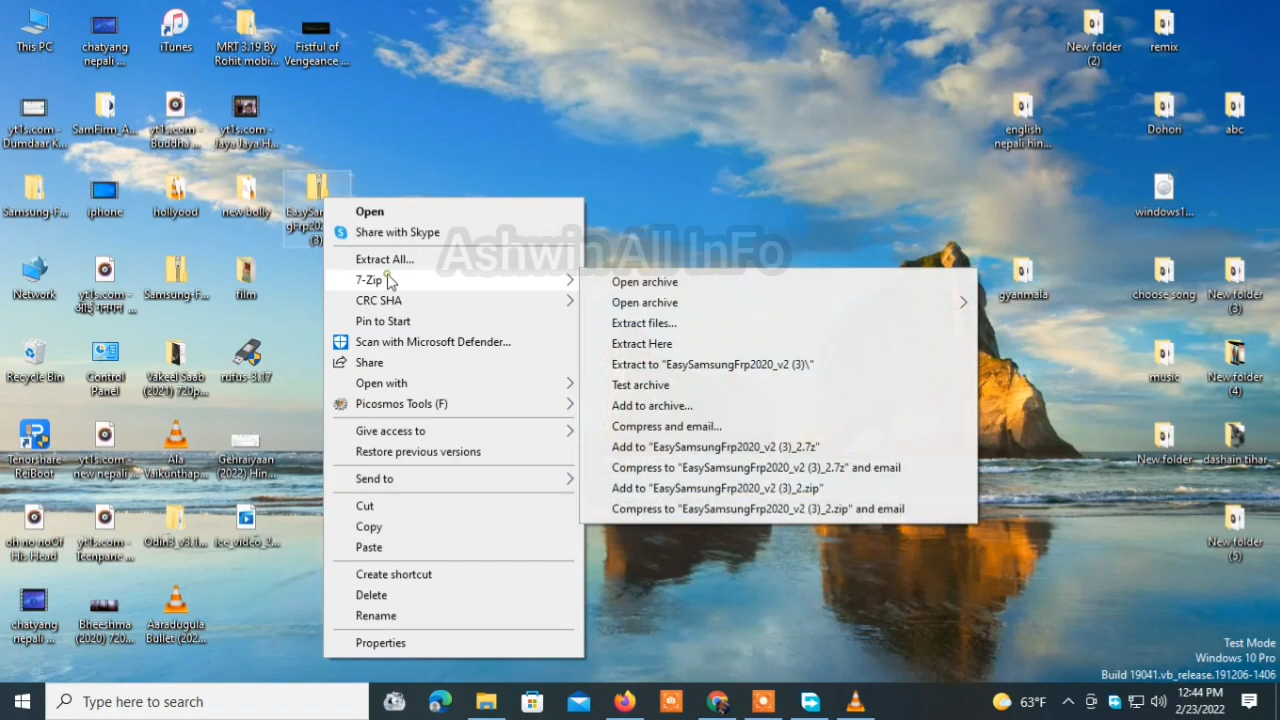 This PC
chatyang
nepali ...
iTunes
MRT 3.19 By
Rohit mobi...
Fistful of
Vengeance ...
New folder
(2)
remix
yt1s.com -
Dumdaar K...
SamFirm_A...
yt1s.com -
Buddha ...
yt1s.com -
Jaya Jaya H...
english
nepali hin...
Dohori
abc
Samsung-F...
iphone
hollyood
new bolly
(3)
windows1...
Ashwin All InFo
Network
yt1s.com -
Samsung-F...
film
gyanmala
choose song
New folder
(3)
Recycle Bin
Control
Panel
Vakeel Saab
(2021) 720p...
rufus-3.17
music
New folder
(4)
Tenorshare
ReiBoot
yt1s.com -
new nepali ...
Ala
Vaikunthap...
Gehraiyaan
(2022) Hin...
New folder
dashain tihar
oh no noOf
His Head
yt1s.com -
Teenpane ...
Odin3_v3.1...
ice_video_2...
New folder
(5)
chatyang
nepali ...
Bheeshma
(2020) 720...
Aaradugula
Bullet (202...
Open
Share with Skype
Extract All...
7-Zip
CRC SHA
Pin to Start
Scan with Microsoft Defender...
Share
Open with
Picosmos Tools (F)
Give access to
Restore previous versions
Send to
Cut
Copy
Paste
Create shortcut
Delete
Rename
Properties
Open archive
Open archive
Extract files...
Extract Here
Extract to "EasySamsungFrp2020_v2 (3)\"
Test archive
Add to archive...
Compress and email...
Add to "EasySamsungFrp2020_v2 (3)_2.7z"
Compress to "EasySamsungFrp2020_v2 (3)_2.7z" and email
Add to "EasySamsungFrp2020_v2 (3)_2.zip"
Compress to "EasySamsungFrp2020_v2 (3)_2.zip" and email
Test Mode
Windows 10 Pro
Build 19041.vb_release.191206-1406
Type here to search
63°F
12:44 PM
2/23/2022